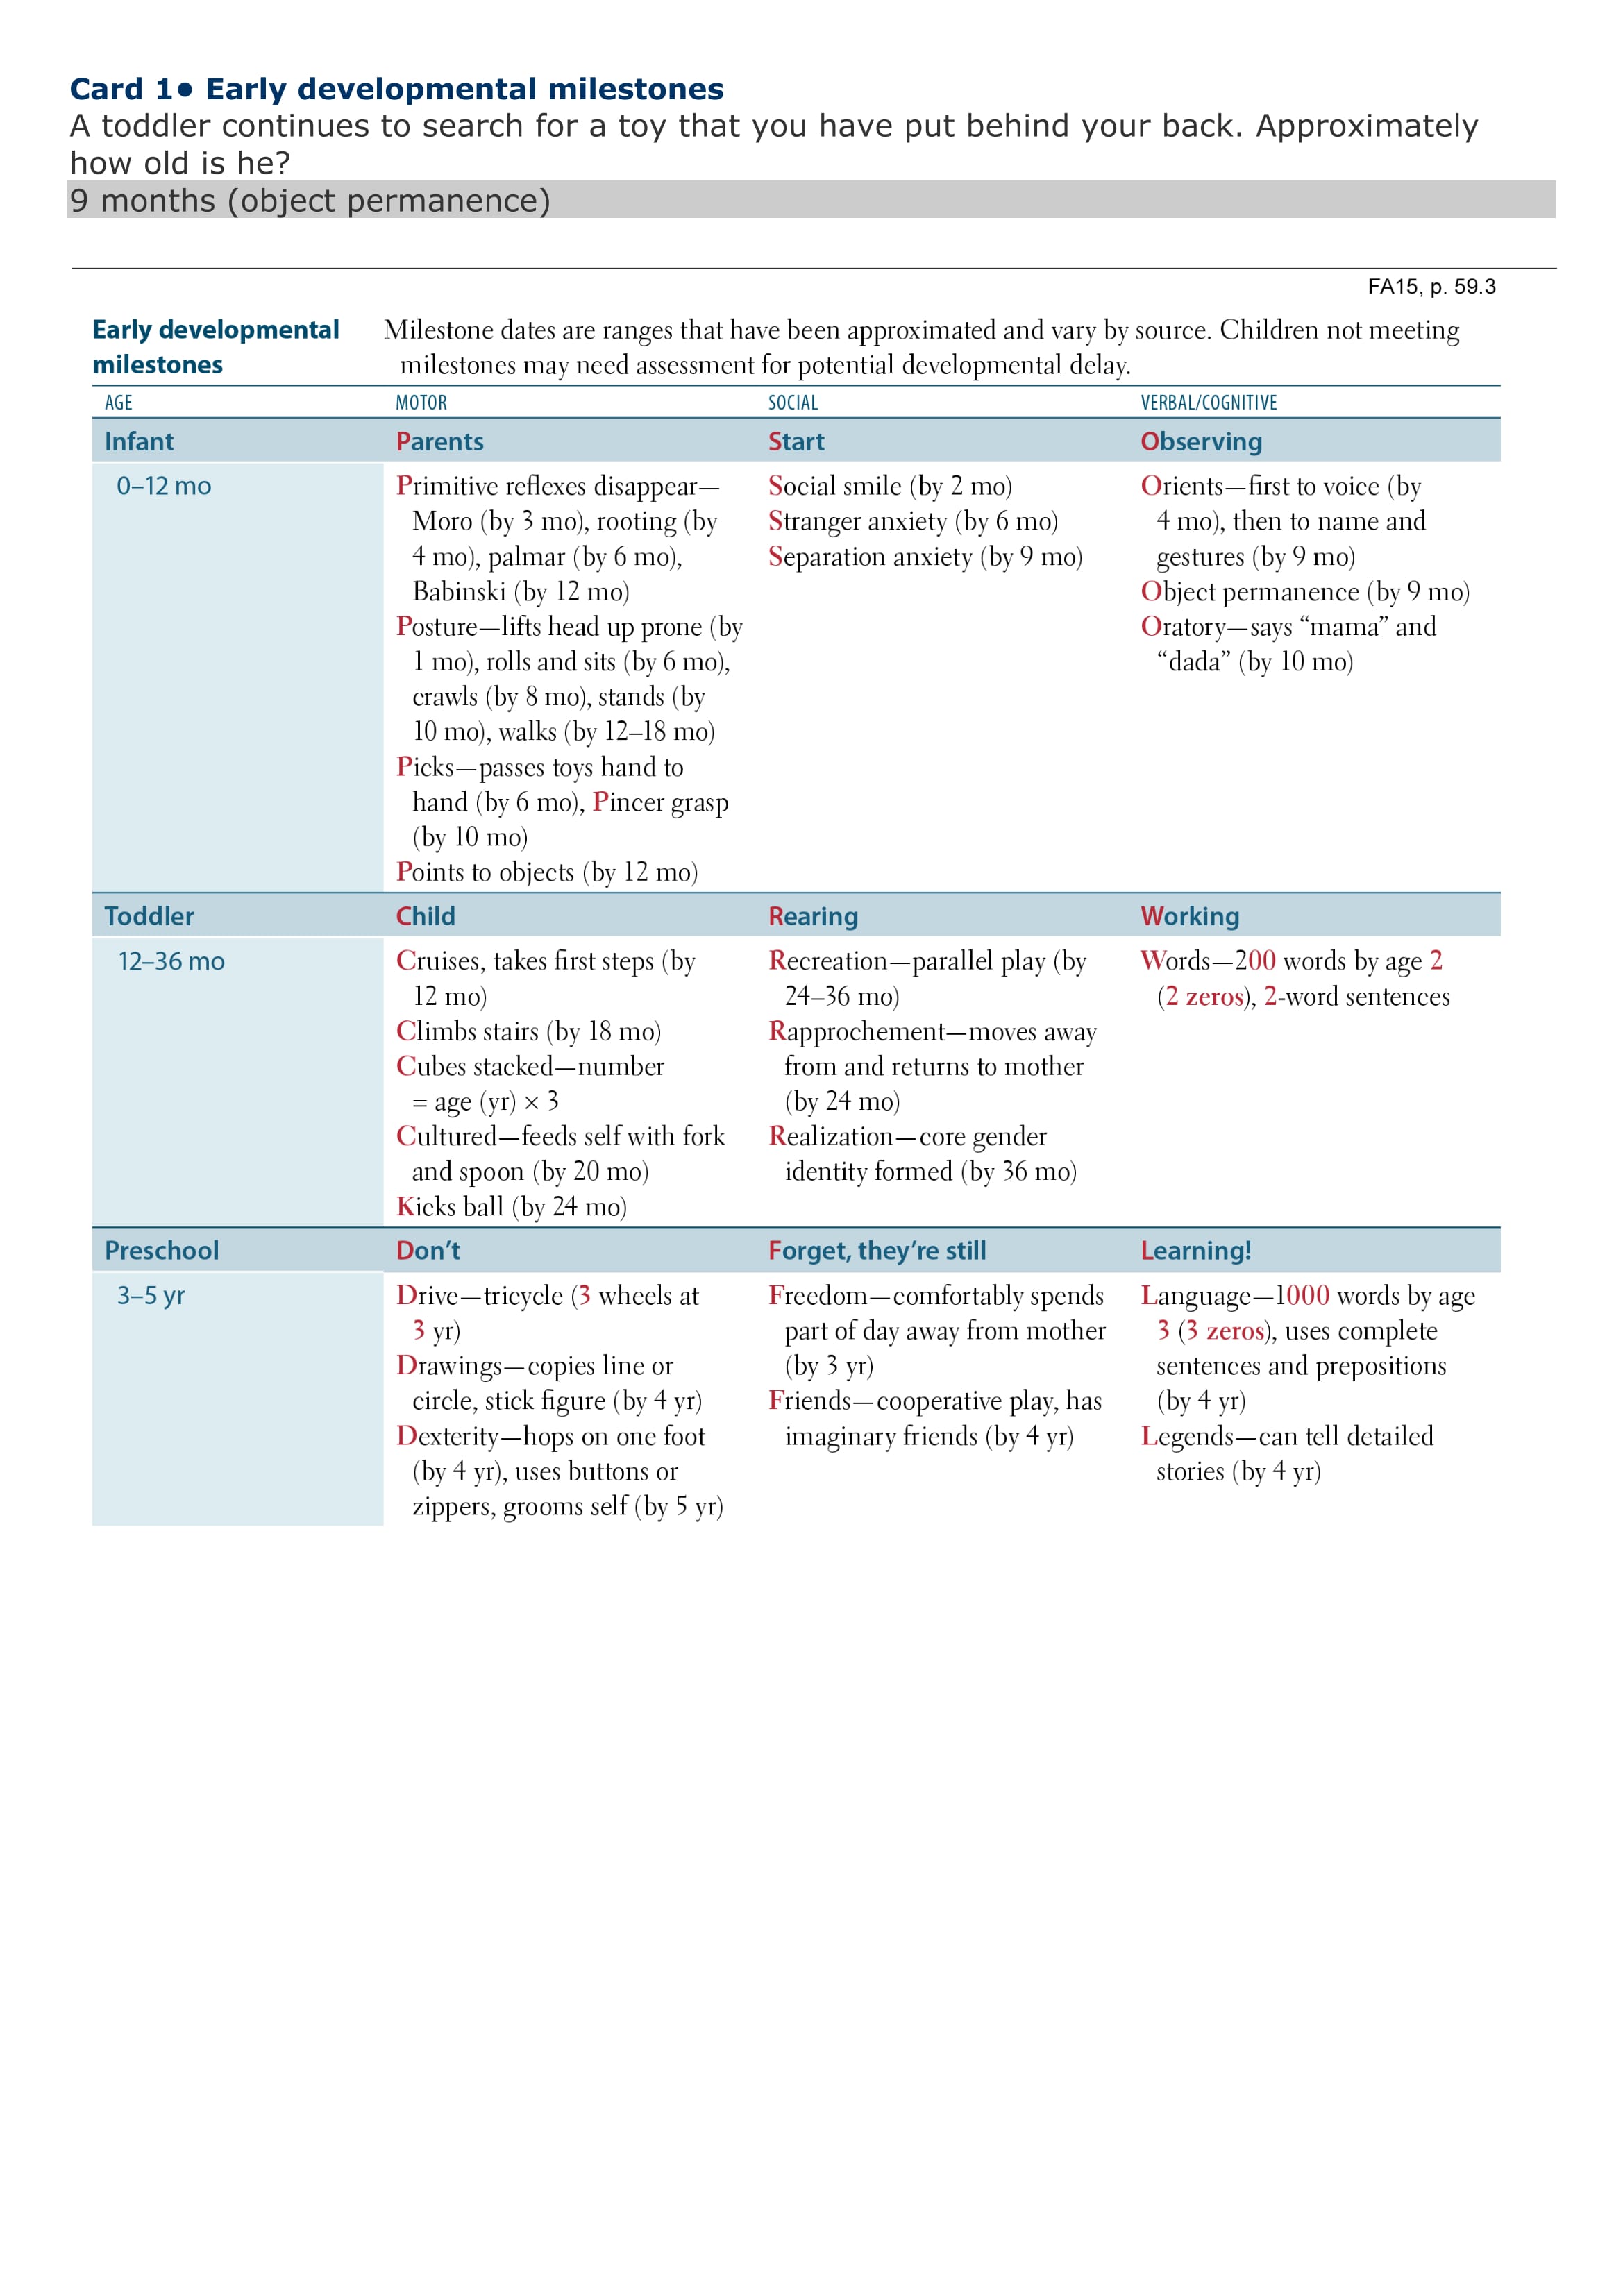 Card 1• Early developmental milestones
A toddler continues to search for a toy that you have put behind your back. Approximately
how old is he?
9 months (object permanence)
FA15, p. 59.3
Early developmental
milestones
Milestone dates are ranges that have been approximated and vary by source. Children not meeting
milestones may need assessment for potential developmental delay.
AGE MOTOR SOCIAL VERBAL/COGNITIVE
Infant Parents Start Observing
0–12 mo
Primitive reflexes disappear—
Moro (by 3 mo), rooting (by
4 mo), palmar (by 6 mo),
Babinski (by 12 mo)
Posture—lifts head up prone (by
1 mo), rolls and sits (by 6 mo),
crawls (by 8 mo), stands (by
10 mo), walks (by 12–18 mo)
Picks—passes toys hand to
hand (by 6 mo), Pincer grasp
(by 10 mo)
Points to objects (by 12 mo)
Social smile (by 2 mo)
Stranger anxiety (by 6 mo)
Separation anxiety (by 9 mo)
Orients—first to voice (by
4 mo), then to name and
gestures (by 9 mo)
Object permanence (by 9 mo)
Oratory—says “mama” and
“dada” (by 10 mo)
Toddler Child Rearing Working
12–36 mo
Cruises, takes first steps (by
12 mo)
Climbs stairs (by 18 mo)
Cubes stacked—number
= age (yr) × 3
Cultured—feeds self with fork
and spoon (by 20 mo)
Kicks ball (by 24 mo)
Recreation—parallel play (by
24–36 mo)
Rapprochement—moves away
from and returns to mother
(by 24 mo)
Realization—core gender
identity formed (by 36 mo)
Words—200 words by age 2
(2 zeros), 2-word sentences
Preschool Don’t Forget, they’re still Learning!
3–5 yr
Drive—tricycle (3 wheels at
3 yr)
Drawings—copies line or
circle, stick figure (by 4 yr)
Dexterity—hops on one foot
(by 4 yr), uses buttons or
zippers, grooms self (by 5 yr)
Freedom—comfortably spends
part of day away from mother
(by 3 yr)
Friends—cooperative play, has
imaginary friends (by 4 yr)
Language—1000 words by age
3 (3 zeros), uses complete
sentences and prepositions
(by 4 yr)
Legends—can tell detailed
stories (by 4 yr)